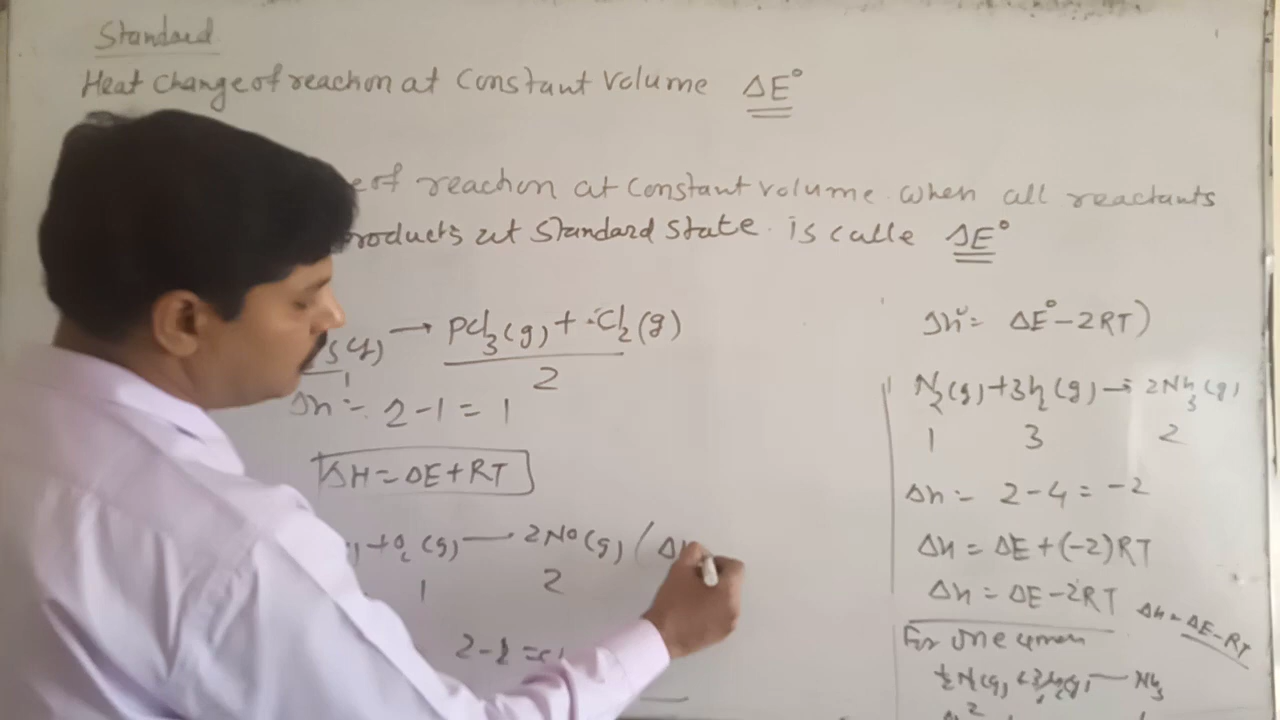 Standard
Heat change of reaction at Constant Volume ΔE°
e of reaction at constant volume. when all reactants
products at standard state. is calle ΔE°
5(g) → PCl3(g) + Cl2(g)
1 2
Δn = 2-1 = 1
ΔH = ΔE + RT
+ O2(g) — 2NO(g) (ΔH
1 2
2-2 =
ΔH° = ΔE° - 2RT)
N2(g) + 3H2(g) → 2NH3(g)
1 3 2
Δn = 2-4 = -2
ΔH = ΔE + (-2)RT
ΔH = ΔE - 2RT
ΔH = ΔE - RT
For one
½N2(g) + 3/2H2(g) — NH3